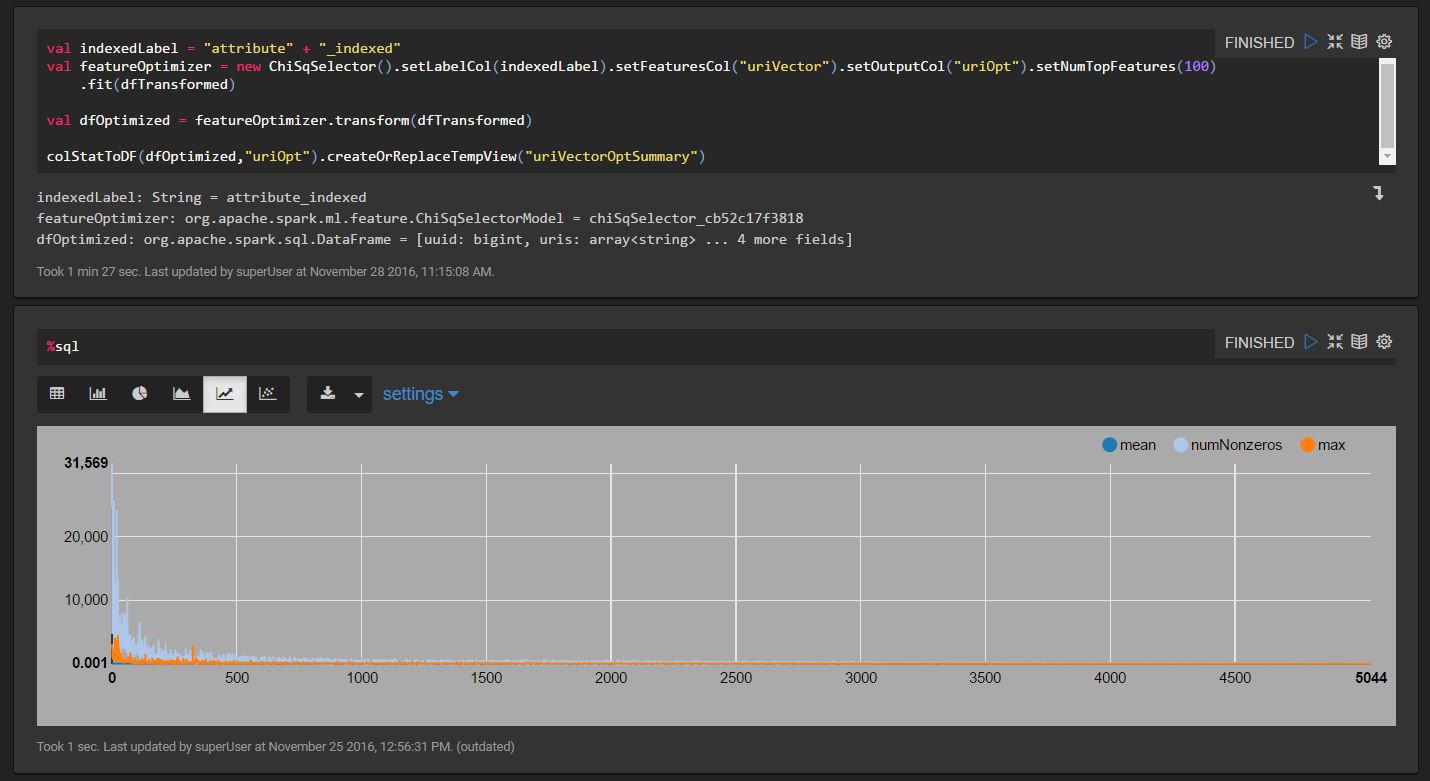 val indexedLabel = "attribute" + "_indexed"
FINISHED
val featureOptimizer = new ChiSqSelector().setLabelCol(indexedLabel).setFeaturesCol("uriVector").setOutputCol("uriOpt").setNumTopFeatures(100)
.fit(dfTransformed)
val dfOptimized = featureOptimizer.transform(dfTransformed)
colStatToDF(dfOptimized,"uriOpt").createOrReplaceTempView("uriVectorOptSummary")
indexedLabel: String = attribute_indexed
featureOptimizer: org.apache.spark.ml.feature.ChiSqSelectorModel = chiSqSelector_cb52c17f3818
dfOptimized: org.apache.spark.sql.DataFrame = [uuid: bigint, uris: array<string> ... 4 more fields]
Took 1 min 27 sec. Last updated by superUser at November 28 2016, 11:15:08 AM.
%sql
FINISHED
settings
mean numNonzeros max
31,569
20,000
10,000
0.001
0 500 1000 1500 2000 2500 3000 3500 4000 4500 5044
Took 1 sec. Last updated by superUser at November 25 2016, 12:56:31 PM. (outdated)